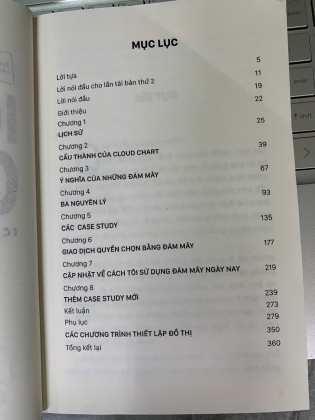 MỤC LỤC
Lời tựa 5
Lời nói đầu cho lần tái bản thứ 2 11
Lời nói đầu 19
Giới thiệu 22
Chương 1
LỊCH SỬ 25
Chương 2
CẤU THÀNH CỦA CLOUD CHART 39
Chương 3
Ý NGHĨA CỦA NHỮNG ĐÁM MÂY 67
Chương 4
BA NGUYÊN LÝ 93
Chương 5
CÁC CASE STUDY 135
Chương 6
GIAO DỊCH QUYỀN CHỌN BẰNG ĐÁM MÂY 177
Chương 7
CẬP NHẬT VỀ CÁCH TÔI SỬ DỤNG ĐÁM MÂY NGÀY NAY 219
Chương 8
THÊM CASE STUDY MỚI 239
Kết luận 273
Phụ lục 279
CÁC CHƯƠNG TRÌNH THIẾT LẬP ĐỒ THỊ 350
Tổng kết lại 360
shift